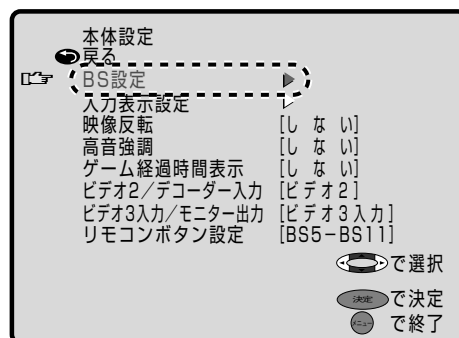 本体設定
戻る
BS設定
入力表示設定
映像反転 [し な い]
高音強調 [し な い]
ゲーム経過時間表示 [し な い]
ビデオ2/デコーダー入力 [ビデオ2]
ビデオ3入力/モニター出力 [ビデオ3入力]
リモコンボタン設定 [BS5-BS11]
で選択
決定 で決定
メニュー で終了